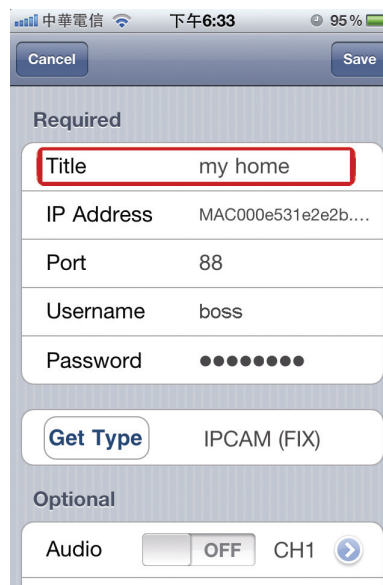 中華電信 下午6:33 95%
Cancel Save
Required
Title my home
IP Address MAC000e531e2e2b....
Port 88
Username boss
Password ●●●●●●●●
Get Type IPCAM (FIX)
Optional
Audio OFF CH1